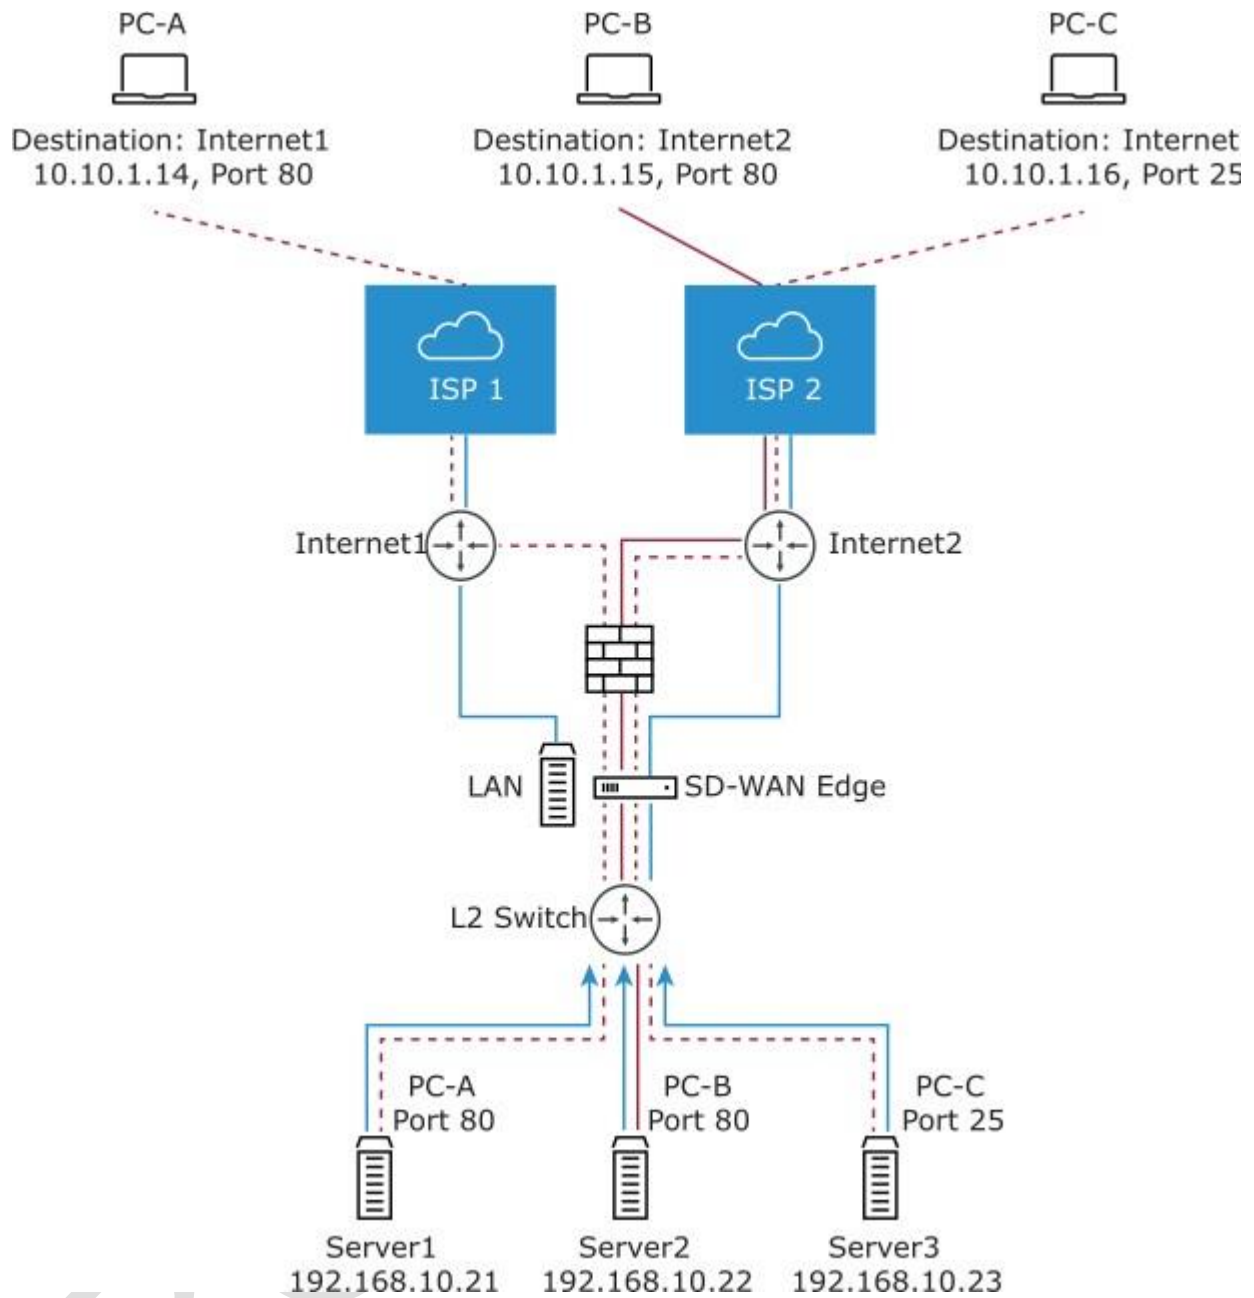 PC-A
PC-B
PC-C
Destination: Internet1
10.10.1.14, Port 80
Destination: Internet2
10.10.1.15, Port 80
Destination: Internet
10.10.1.16, Port 25
ISP 1
ISP 2
Internet1
Internet2
LAN
SD-WAN Edge
L2 Switch
PC-A
Port 80
PC-B
Port 80
PC-C
Port 25
Server1
192.168.10.21
Server2
192.168.10.22
Server3
192.168.10.23